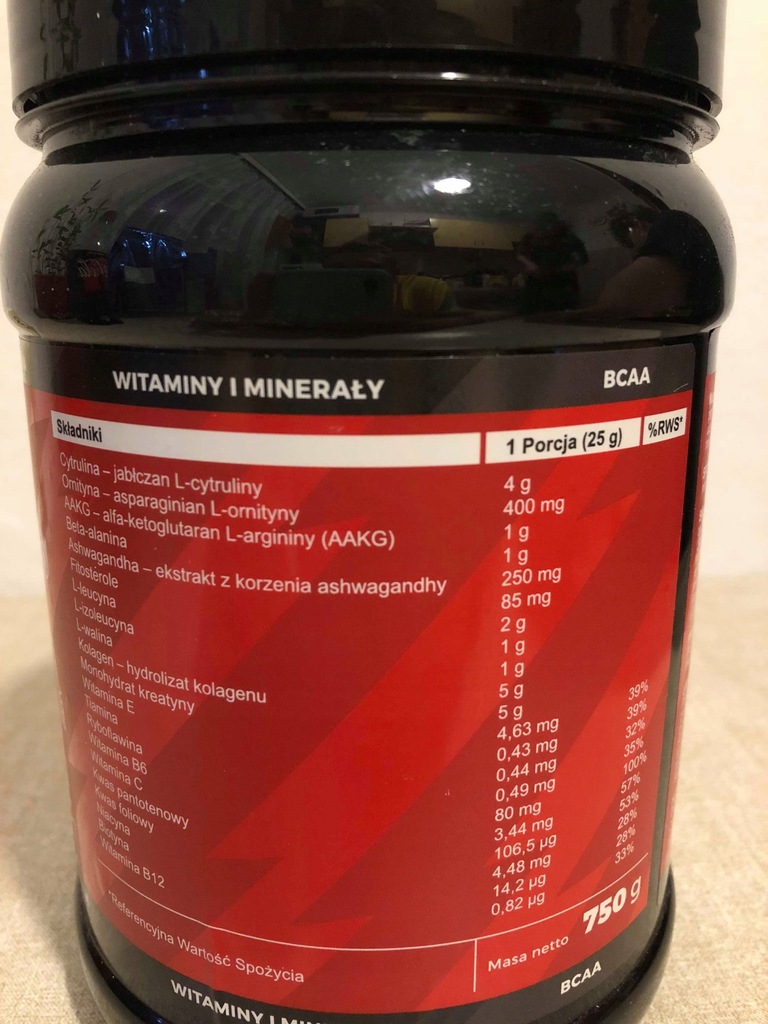 WITAMINY I MINERAŁY BCAA
Składniki 1 Porcja (25 g) %RWS*
Cytrulina – jabłczan L-cytruliny 4 g
Ornityna – asparaginian L-ornityny 400 mg
AAKG – alfa-ketoglutaran L-argininy (AAKG) 1 g
Beta-alanina 1 g
Ashwagandha – ekstrakt z korzenia ashwagandhy 250 mg
Fitostérole 85 mg
L-leucyna 2 g
L-izoleucyna 1 g
L-walina 1 g
Kolagen – hydrolizat kolagenu 5 g
Monohydrat kreatyny 5 g
Witamina E 4,63 mg 39%
Tiamina 0,43 mg 39%
Ryboflawina 0,44 mg 32%
Witamina B6 0,49 mg 35%
Witamina C 80 mg 100%
Kwas pantotenowy 3,44 mg 57%
Kwas foliowy 106,5 µg 53%
Niacyna 4,48 mg 28%
Biotyna 14,2 µg 28%
Witamina B12 0,82 µg 33%
*Referencyjna Wartość Spożycia Masa netto 750 g
WITAMINY I MIN BCAA